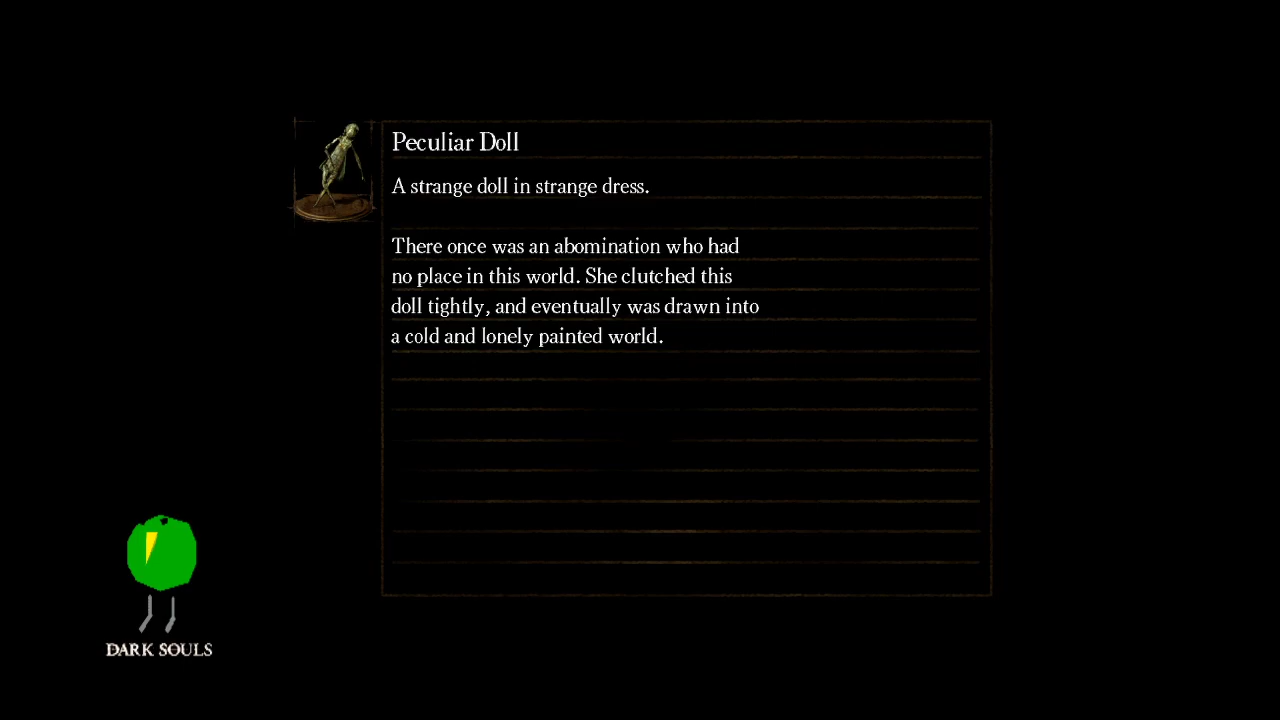 Peculiar Doll
A strange doll in strange dress.
There once was an abomination who had
no place in this world. She clutched this
doll tightly, and eventually was drawn into
a cold and lonely painted world.
DARK SOULS